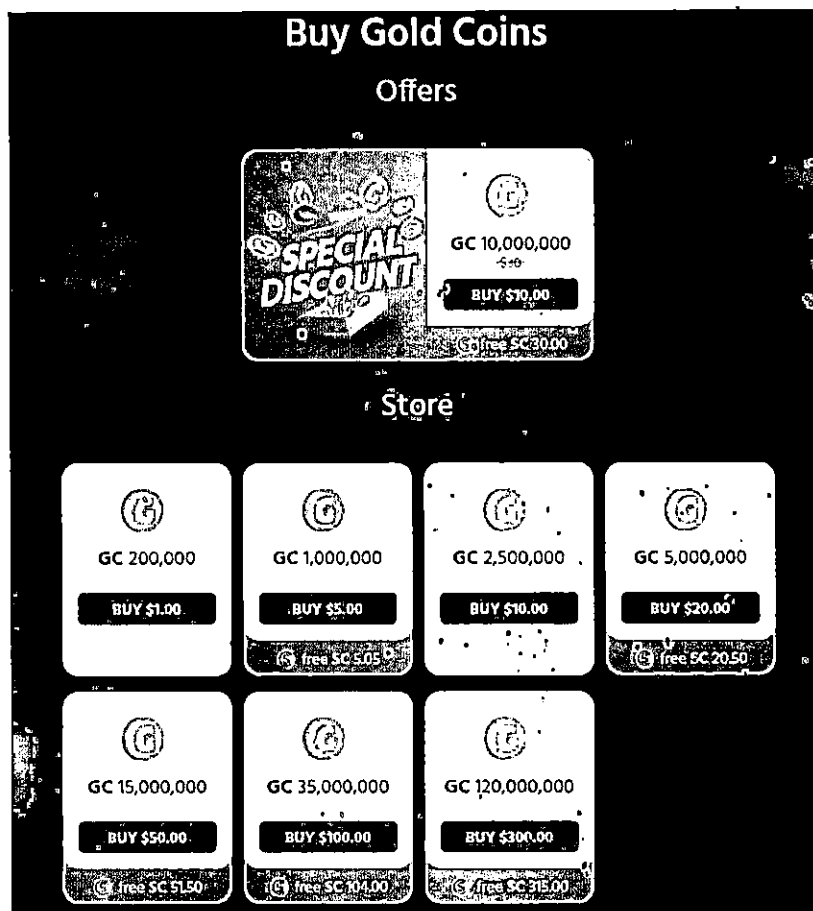 Buy Gold Coins
Offers
SPECIAL
DISCOUNT
GC 10,000,000
BUY $10.00
free SC 30.00
Store
GC 200,000
BUY $1.00
GC 1,000,000
BUY $5.00
free SC 5.05
GC 2,500,000
BUY $10.00
GC 5,000,000
BUY $20.00
free SC 20.50
GC 15,000,000
BUY $50.00
free SC 51.50
GC 35,000,000
BUY $100.00
free SC 104.00
GC 120,000,000
BUY $300.00
free SC 315.00